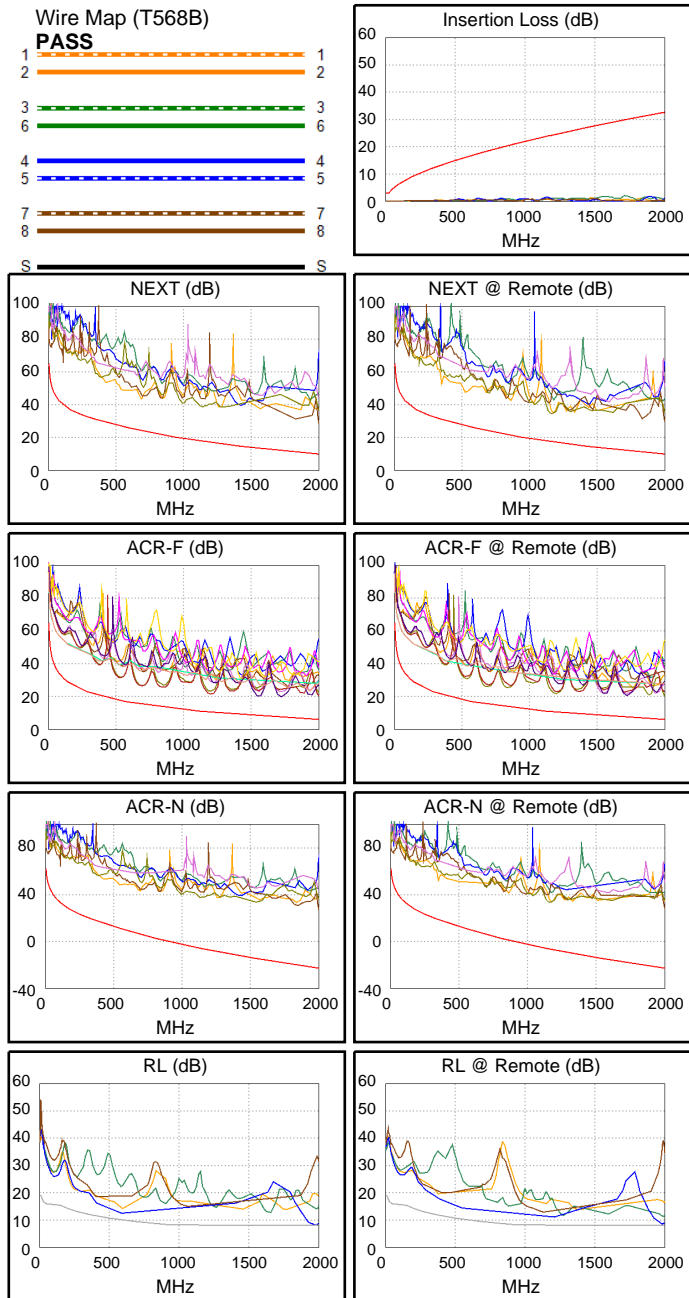 Wire Map (T568B)
PASS
1 1
2 2
3 3
6 6
4 4
5 5
7 7
8 8
S S
Insertion Loss (dB)
60
50
40
30
20
10
0
0 500 1000 1500 2000
MHz
NEXT (dB)
100
80
60
40
20
0
0 500 1000 1500 2000
MHz
NEXT @ Remote (dB)
100
80
60
40
20
0
0 500 1000 1500 2000
MHz
ACR-F (dB)
100
80
60
40
20
0
0 500 1000 1500 2000
MHz
ACR-F @ Remote (dB)
100
80
60
40
20
0
0 500 1000 1500 2000
MHz
ACR-N (dB)
80
40
0
-40
0 500 1000 1500 2000
MHz
ACR-N @ Remote (dB)
80
40
0
-40
0 500 1000 1500 2000
MHz
RL (dB)
60
50
40
30
20
10
0
0 500 1000 1500 2000
MHz
RL @ Remote (dB)
60
50
40
30
20
10
0
0 500 1000 1500 2000
MHz